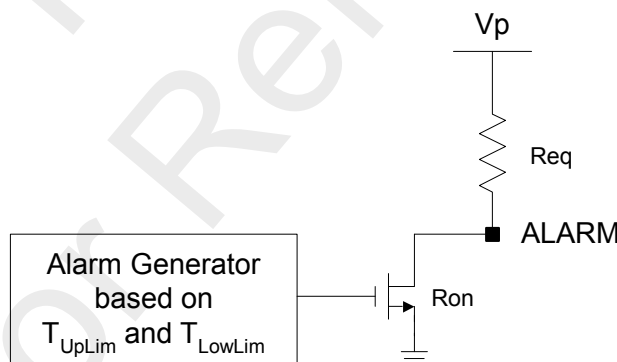 Vp
Req
ALARM
Alarm Generator
based on
T_UpLim and T_LowLim
Ron